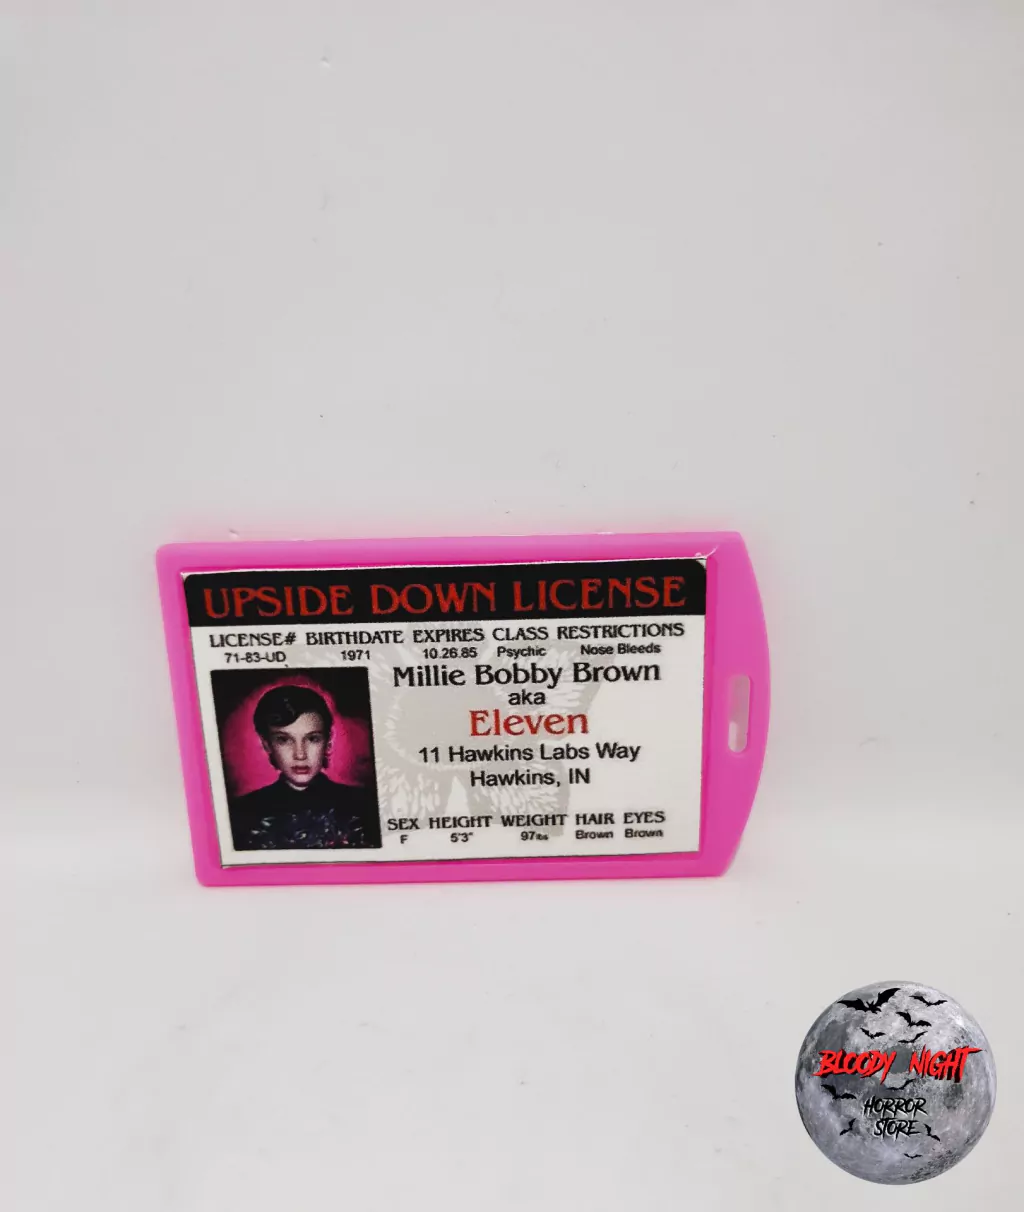 UPSIDE DOWN LICENSE
LICENSE# BIRTHDATE EXPIRES CLASS RESTRICTIONS
71-83-UD 1971 10.26.85 Psychic Nose Bleeds
Millie Bobby Brown
aka
Eleven
11 Hawkins Labs Way
Hawkins, IN
SEX HEIGHT WEIGHT HAIR EYES
F 5'3" 97lbs Brown Brown
BLOODY NIGHT
HORROR
STORE